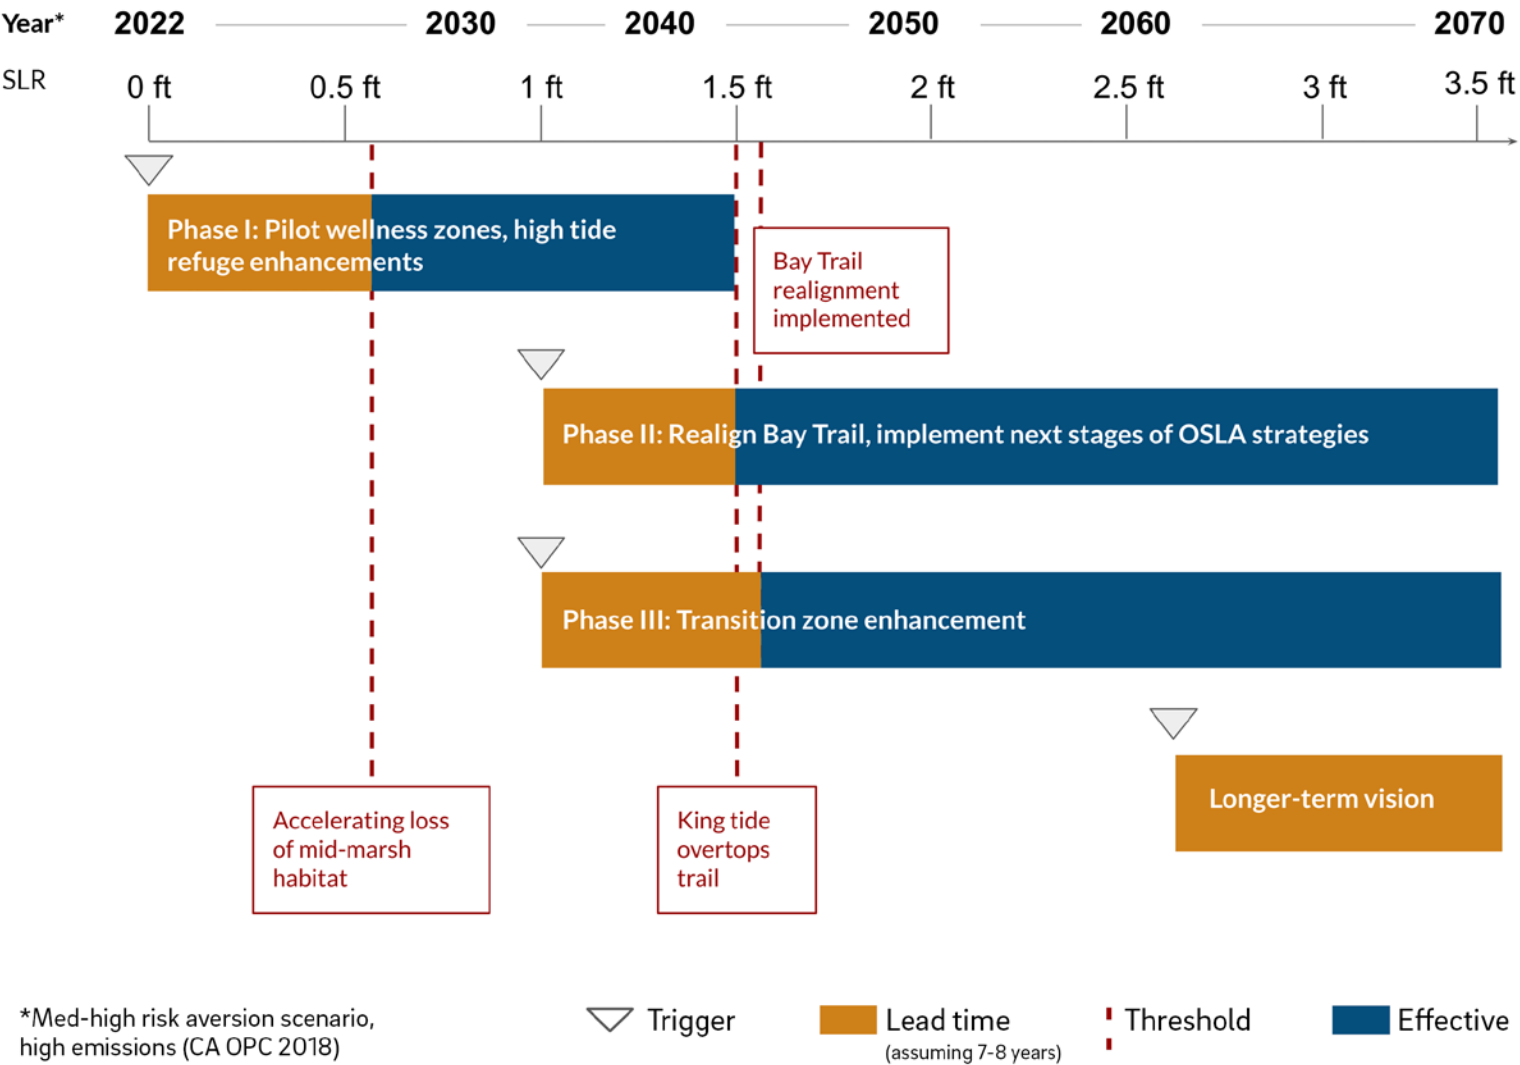 Year* 2022 2030 2040 2050 2060 2070
SLR 0 ft 0.5 ft 1 ft 1.5 ft 2 ft 2.5 ft 3 ft 3.5 ft
Phase I: Pilot wellness zones, high tide
refuge enhancements
Bay Trail
realignment
implemented
Phase II: Realign Bay Trail, implement next stages of OSLA strategies
Phase III: Transition zone enhancement
Longer-term vision
Accelerating loss
of mid-marsh
habitat
King tide
overtops
trail
*Med-high risk aversion scenario,
high emissions (CA OPC 2018)
Trigger
Lead time
(assuming 7-8 years)
Threshold
Effective